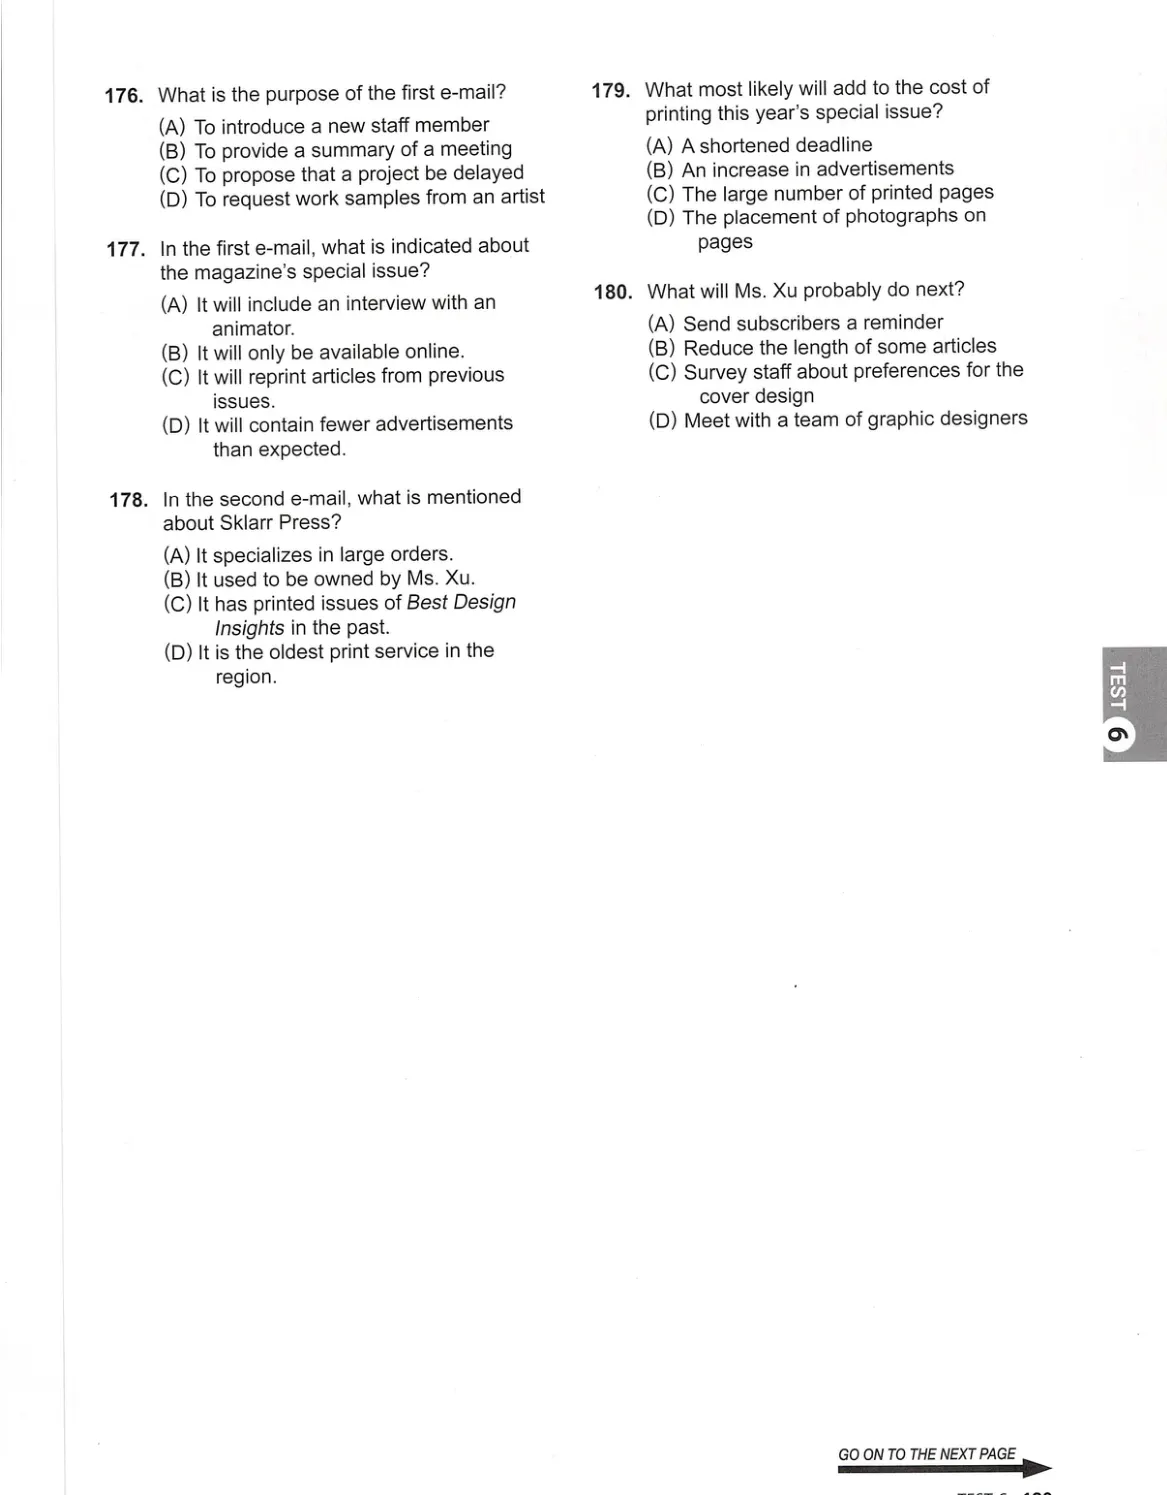 176. What is the purpose of the first e-mail?
(A) To introduce a new staff member
(B) To provide a summary of a meeting
(C) To propose that a project be delayed
(D) To request work samples from an artist
177. In the first e-mail, what is indicated about
the magazine's special issue?
(A) It will include an interview with an
animator.
(B) It will only be available online.
(C) It will reprint articles from previous
issues.
(D) It will contain fewer advertisements
than expected.
178. In the second e-mail, what is mentioned
about Sklarr Press?
(A) It specializes in large orders.
(B) It used to be owned by Ms. Xu.
(C) It has printed issues of Best Design
Insights in the past.
(D) It is the oldest print service in the
region.
179. What most likely will add to the cost of
printing this year's special issue?
(A) A shortened deadline
(B) An increase in advertisements
(C) The large number of printed pages
(D) The placement of photographs on
pages
180. What will Ms. Xu probably do next?
(A) Send subscribers a reminder
(B) Reduce the length of some articles
(C) Survey staff about preferences for the
cover design
(D) Meet with a team of graphic designers
TEST 6
GO ON TO THE NEXT PAGE